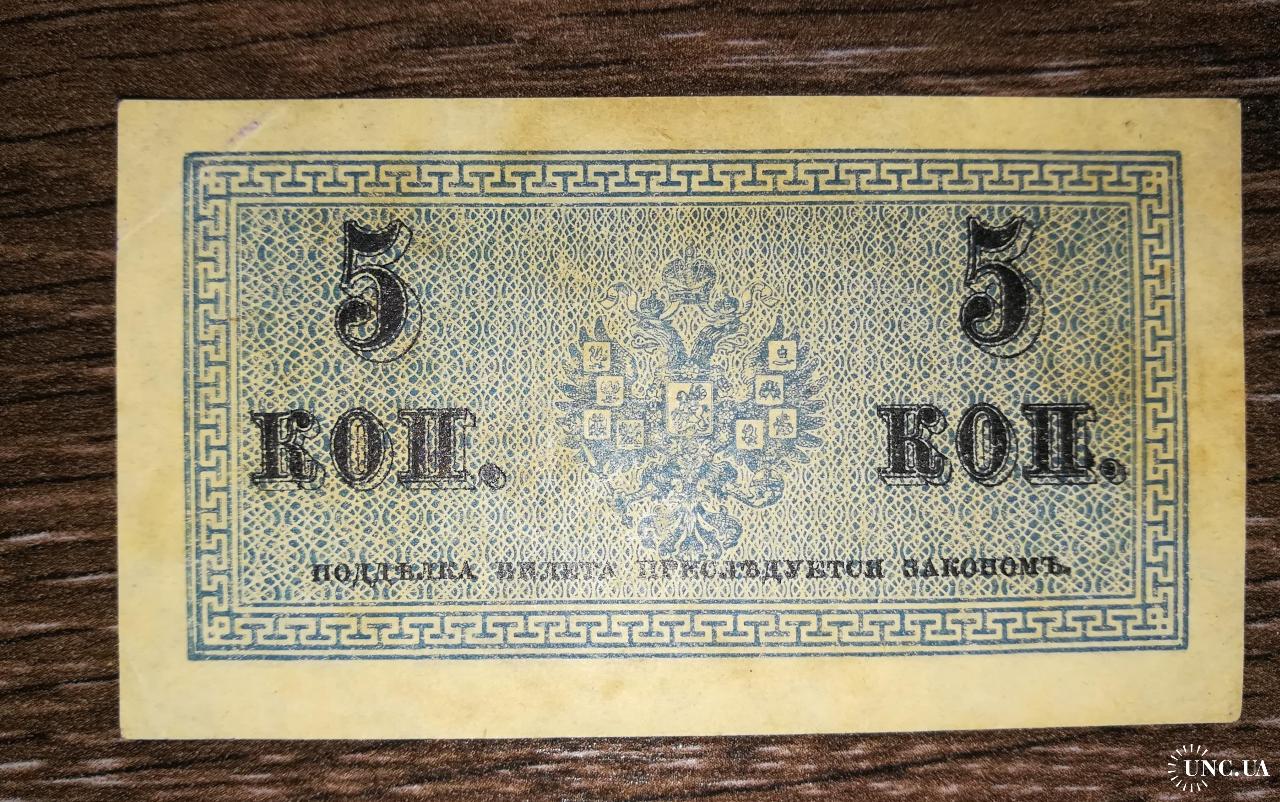 5 5
КОП. КОП.
ПОДДѢЛКА БИЛЕТА ПРЕСЛѢДУЕТСЯ ЗАКОНОМЪ.
UNC.UA